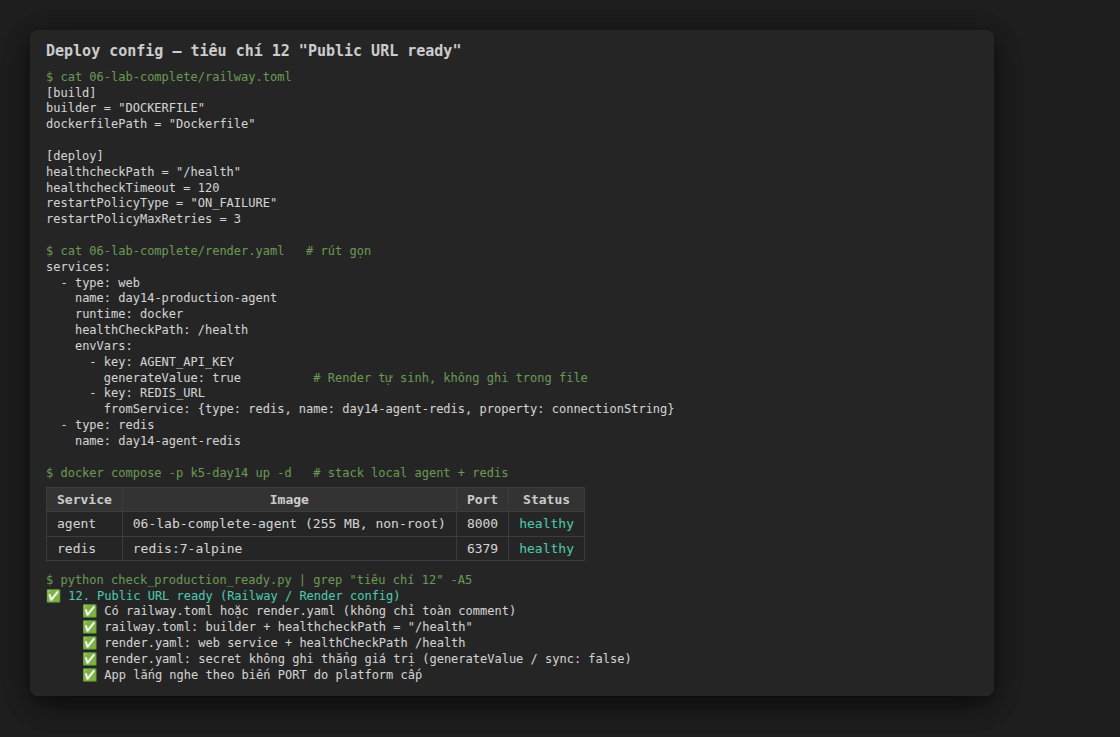 Deploy config — tiêu chí 12 "Public URL ready"
$ cat 06-lab-complete/railway.toml
[build]
builder = "DOCKERFILE"
dockerfilePath = "Dockerfile"
[deploy]
healthcheckPath = "/health"
healthcheckTimeout = 120
restartPolicyType = "ON_FAILURE"
restartPolicyMaxRetries = 3
$ cat 06-lab-complete/render.yaml   # rút gọn
services:
  - type: web
    name: day14-production-agent
    runtime: docker
    healthCheckPath: /health
    envVars:
      - key: AGENT_API_KEY
        generateValue: true          # Render tự sinh, không ghi trong file
      - key: REDIS_URL
        fromService: {type: redis, name: day14-agent-redis, property: connectionString}
  - type: redis
    name: day14-agent-redis
$ docker compose -p k5-day14 up -d   # stack local agent + redis
Service Image Port Status
agent 06-lab-complete-agent (255 MB, non-root) 8000 healthy
redis redis:7-alpine 6379 healthy
$ python check_production_ready.py | grep "tiêu chí 12" -A5
✅ 12. Public URL ready (Railway / Render config)
✅ Có railway.toml hoặc render.yaml (không chỉ toàn comment)
✅ railway.toml: builder + healthcheckPath = "/health"
✅ render.yaml: web service + healthCheckPath /health
✅ render.yaml: secret không ghi thẳng giá trị (generateValue / sync: false)
✅ App lắng nghe theo biến PORT do platform cấp